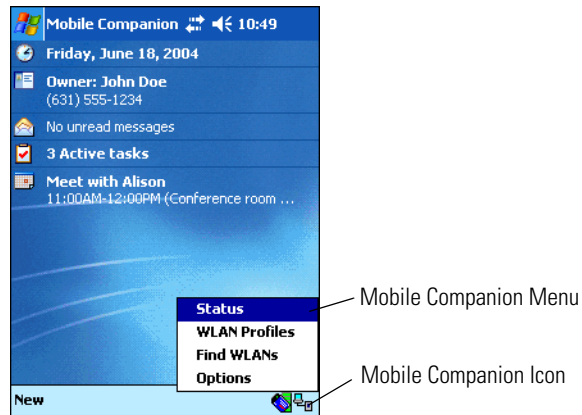 Mobile Companion 10:49
Friday, June 18, 2004
Owner: John Doe
(631) 555-1234
No unread messages
3 Active tasks
Meet with Alison
11:00AM-12:00PM (Conference room ...
Status
WLAN Profiles
Find WLANs
Options
New
Mobile Companion Menu
Mobile Companion Icon